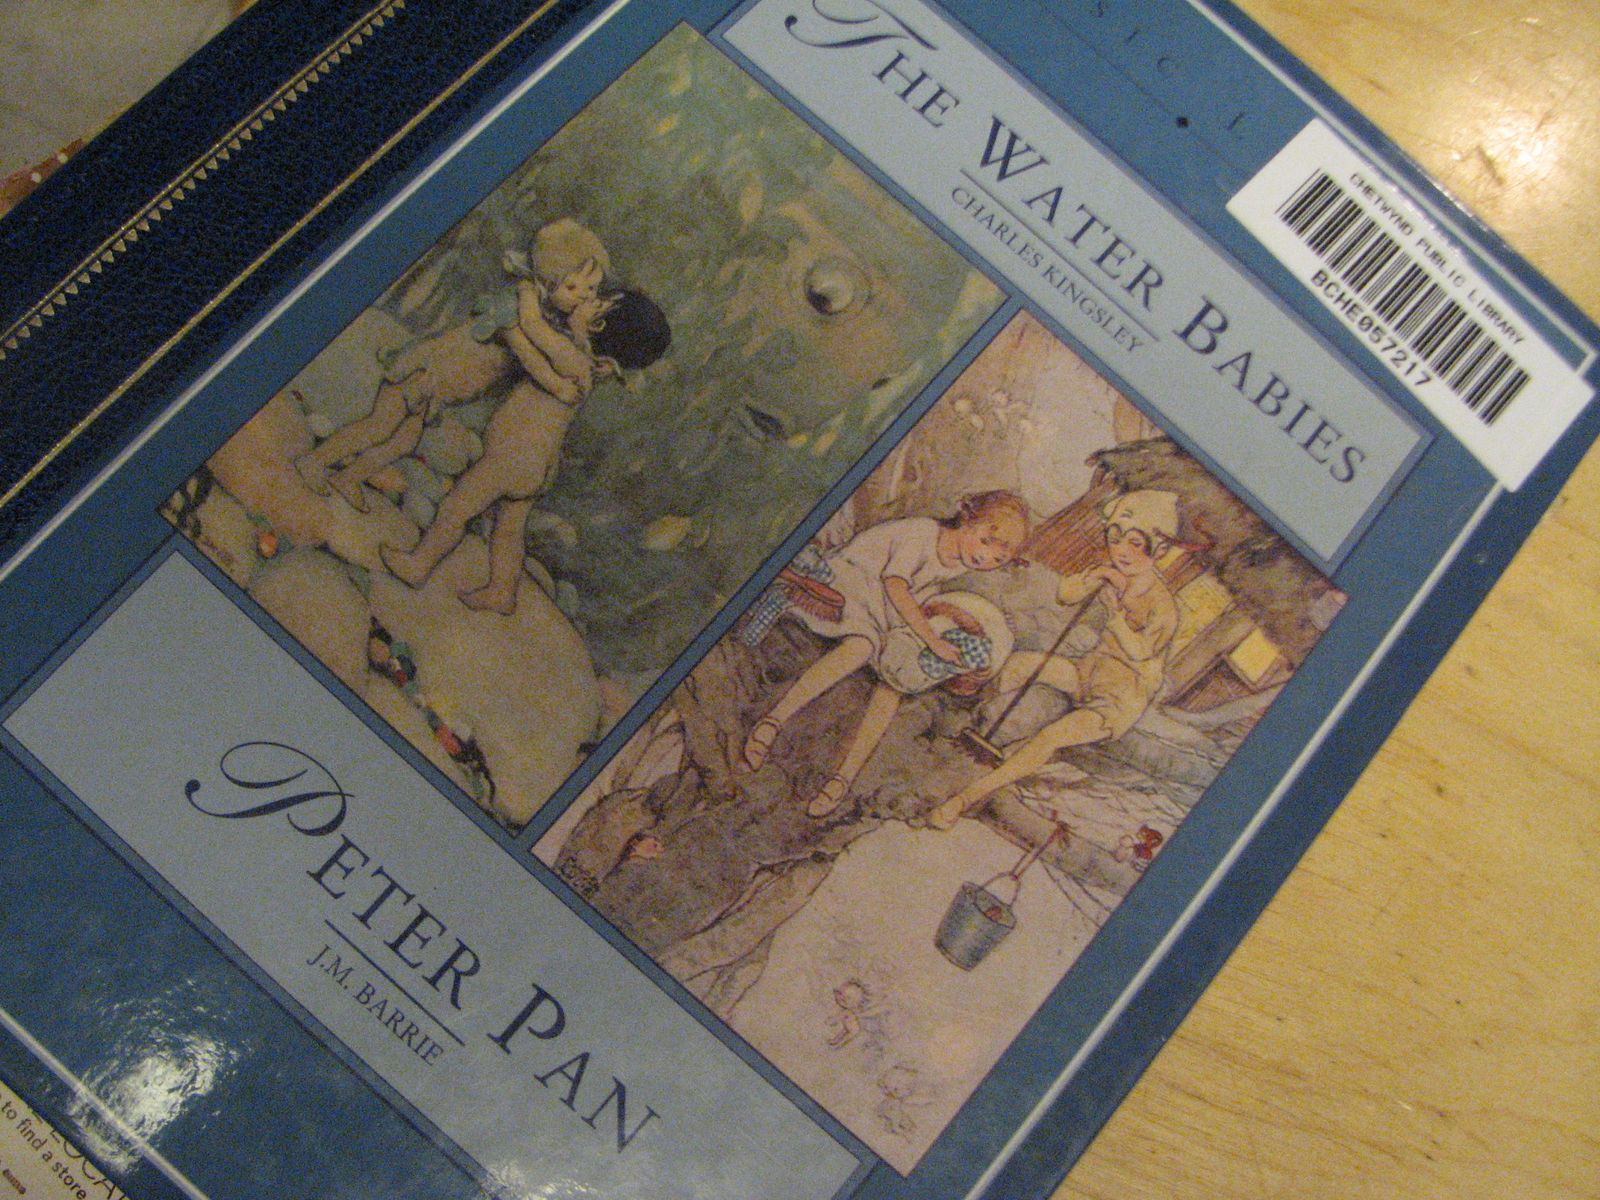 THE WATER BABIES
CHARLES KINGSLEY
CHETWYND PUBLIC LIBRARY
BCHE057217
PETER PAN
J.M. BARRIE
to find a store